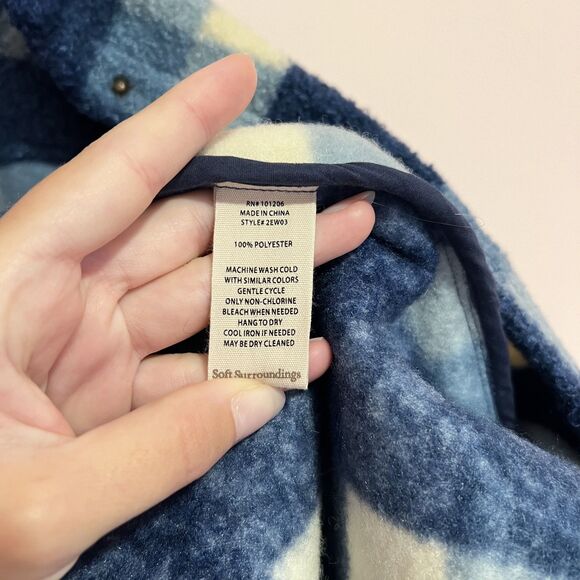 RN# 101206
MADE IN CHINA
STYLE# 2EW03
100% POLYESTER
MACHINE WASH COLD
WITH SIMILAR COLORS
GENTLE CYCLE
ONLY NON-CHLORINE
BLEACH WHEN NEEDED
HANG TO DRY
COOL IRON IF NEEDED
MAY BE DRY CLEANED
Soft Surroundings